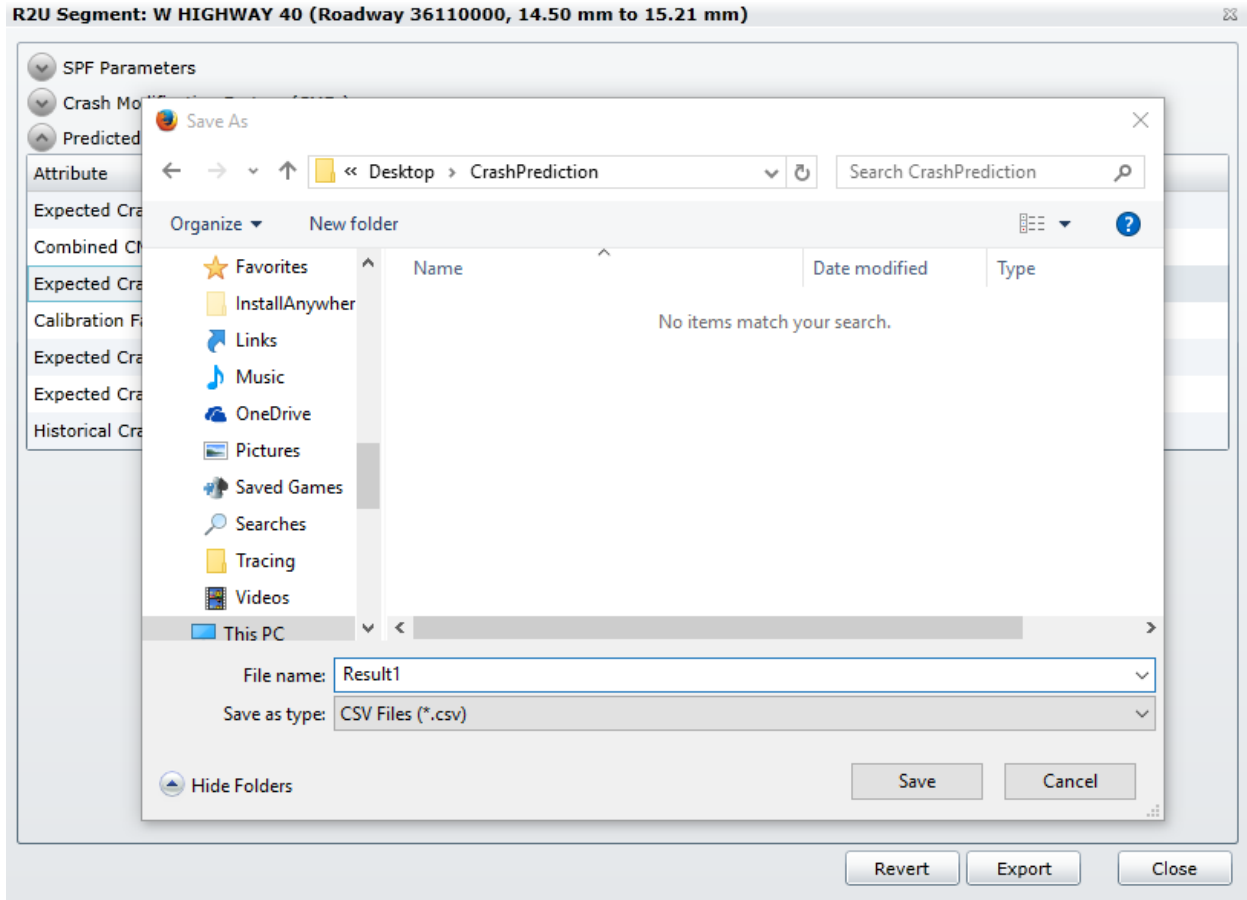 R2U Segment: W HIGHWAY 40 (Roadway 36110000, 14.50 mm to 15.21 mm)
SPF Parameters
Crash Mo
Predicted
Attribute
Expected Cra
Combined CM
Expected Cra
Calibration Fa
Expected Cra
Expected Cra
Historical Cra
Save As
« Desktop › CrashPrediction
Search CrashPrediction
Organize
New folder
?
Favorites
InstallAnywher
Links
Music
OneDrive
Pictures
Saved Games
Searches
Tracing
Videos
This PC
Name
Date modified
Type
No items match your search.
File name: Result1
Save as type: CSV Files (*.csv)
Hide Folders
Save
Cancel
Revert
Export
Close